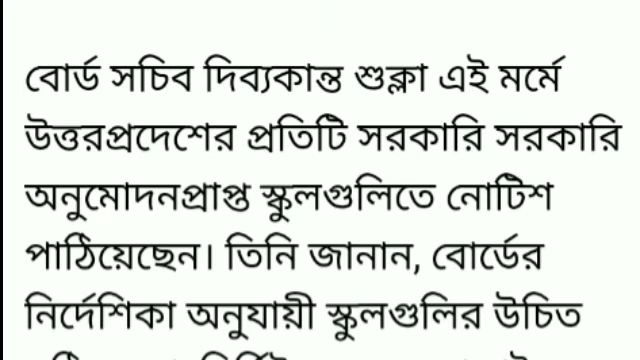 বোর্ড সচিব দিব্যকান্ত শুক্লা এই মর্মে
উত্তরপ্রদেশের প্রতিটি সরকারি সরকারি
অনুমোদনপ্রাপ্ত স্কুলগুলিতে নোটিশ
পাঠিয়েছেন। তিনি জানান, বোর্ডের
নির্দেশিকা অনুযায়ী স্কুলগুলির উচিত